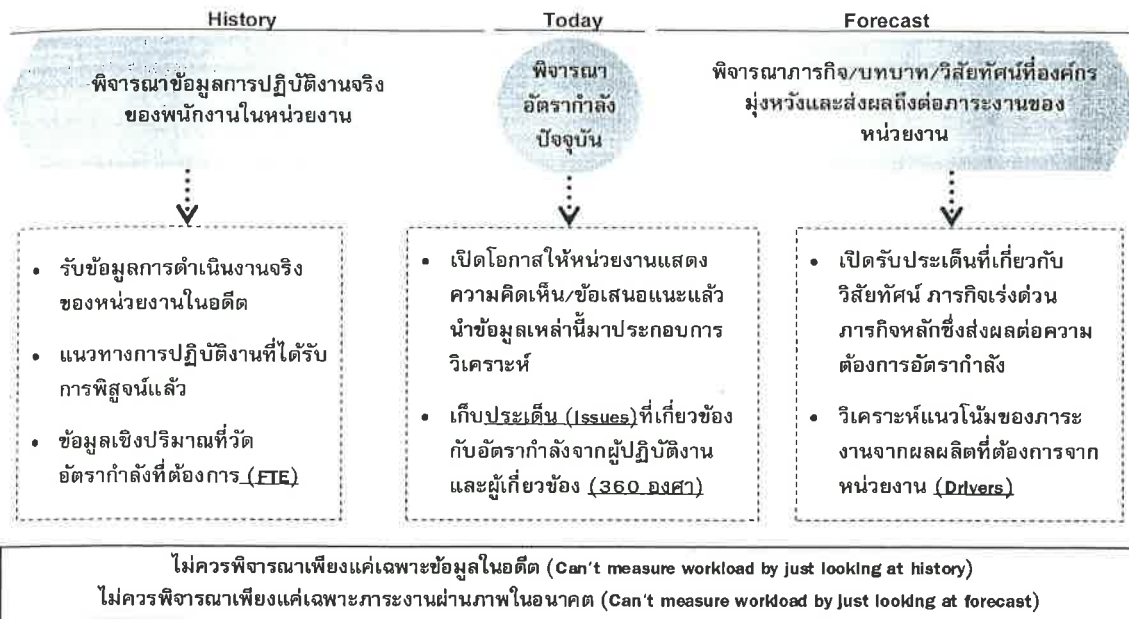 History
Today
Forecast
พิจารณาข้อมูลการปฏิบัติงานจริง
ของพนักงานในหน่วยงาน
พิจารณา
อัตรากำลัง
ปัจจุบัน
พิจารณาภารกิจ/บทบาท/วิสัยทัศน์ที่องค์กร
มุ่งหวังและส่งผลถึงต่อภาระงานของ
หน่วยงาน
• รับข้อมูลการดำเนินงานจริง
ของหน่วยงานในอดีต
• แนวทางการปฏิบัติงานที่ได้รับ
การพิสูจน์แล้ว
• ข้อมูลเชิงปริมาณที่วัด
อัตรากำลังที่ต้องการ (FTE)
• เปิดโอกาสให้หน่วยงานแสดง
ความคิดเห็น/ข้อเสนอแนะแล้ว
นำข้อมูลเหล่านี้มาประกอบการ
วิเคราะห์
• เก็บประเด็น (Issues)ที่เกี่ยวข้อง
กับอัตรากำลังจากผู้ปฏิบัติงาน
และผู้เกี่ยวข้อง (360 องศา)
• เปิดรับประเด็นที่เกี่ยวกับ
วิสัยทัศน์ ภารกิจเร่งด่วน
ภารกิจหลักซึ่งส่งผลต่อความ
ต้องการอัตรากำลัง
• วิเคราะห์แนวโน้มของภาระ
งานจากผลผลิตที่ต้องการจาก
หน่วยงาน (Drivers)
ไม่ควรพิจารณาเพียงแค่เฉพาะข้อมูลในอดีต (Can't measure workload by just looking at history)
ไม่ควรพิจารณาเพียงแค่เฉพาะภาระงานผ่านภาพในอนาคต (Can't measure workload by just looking at forecast)